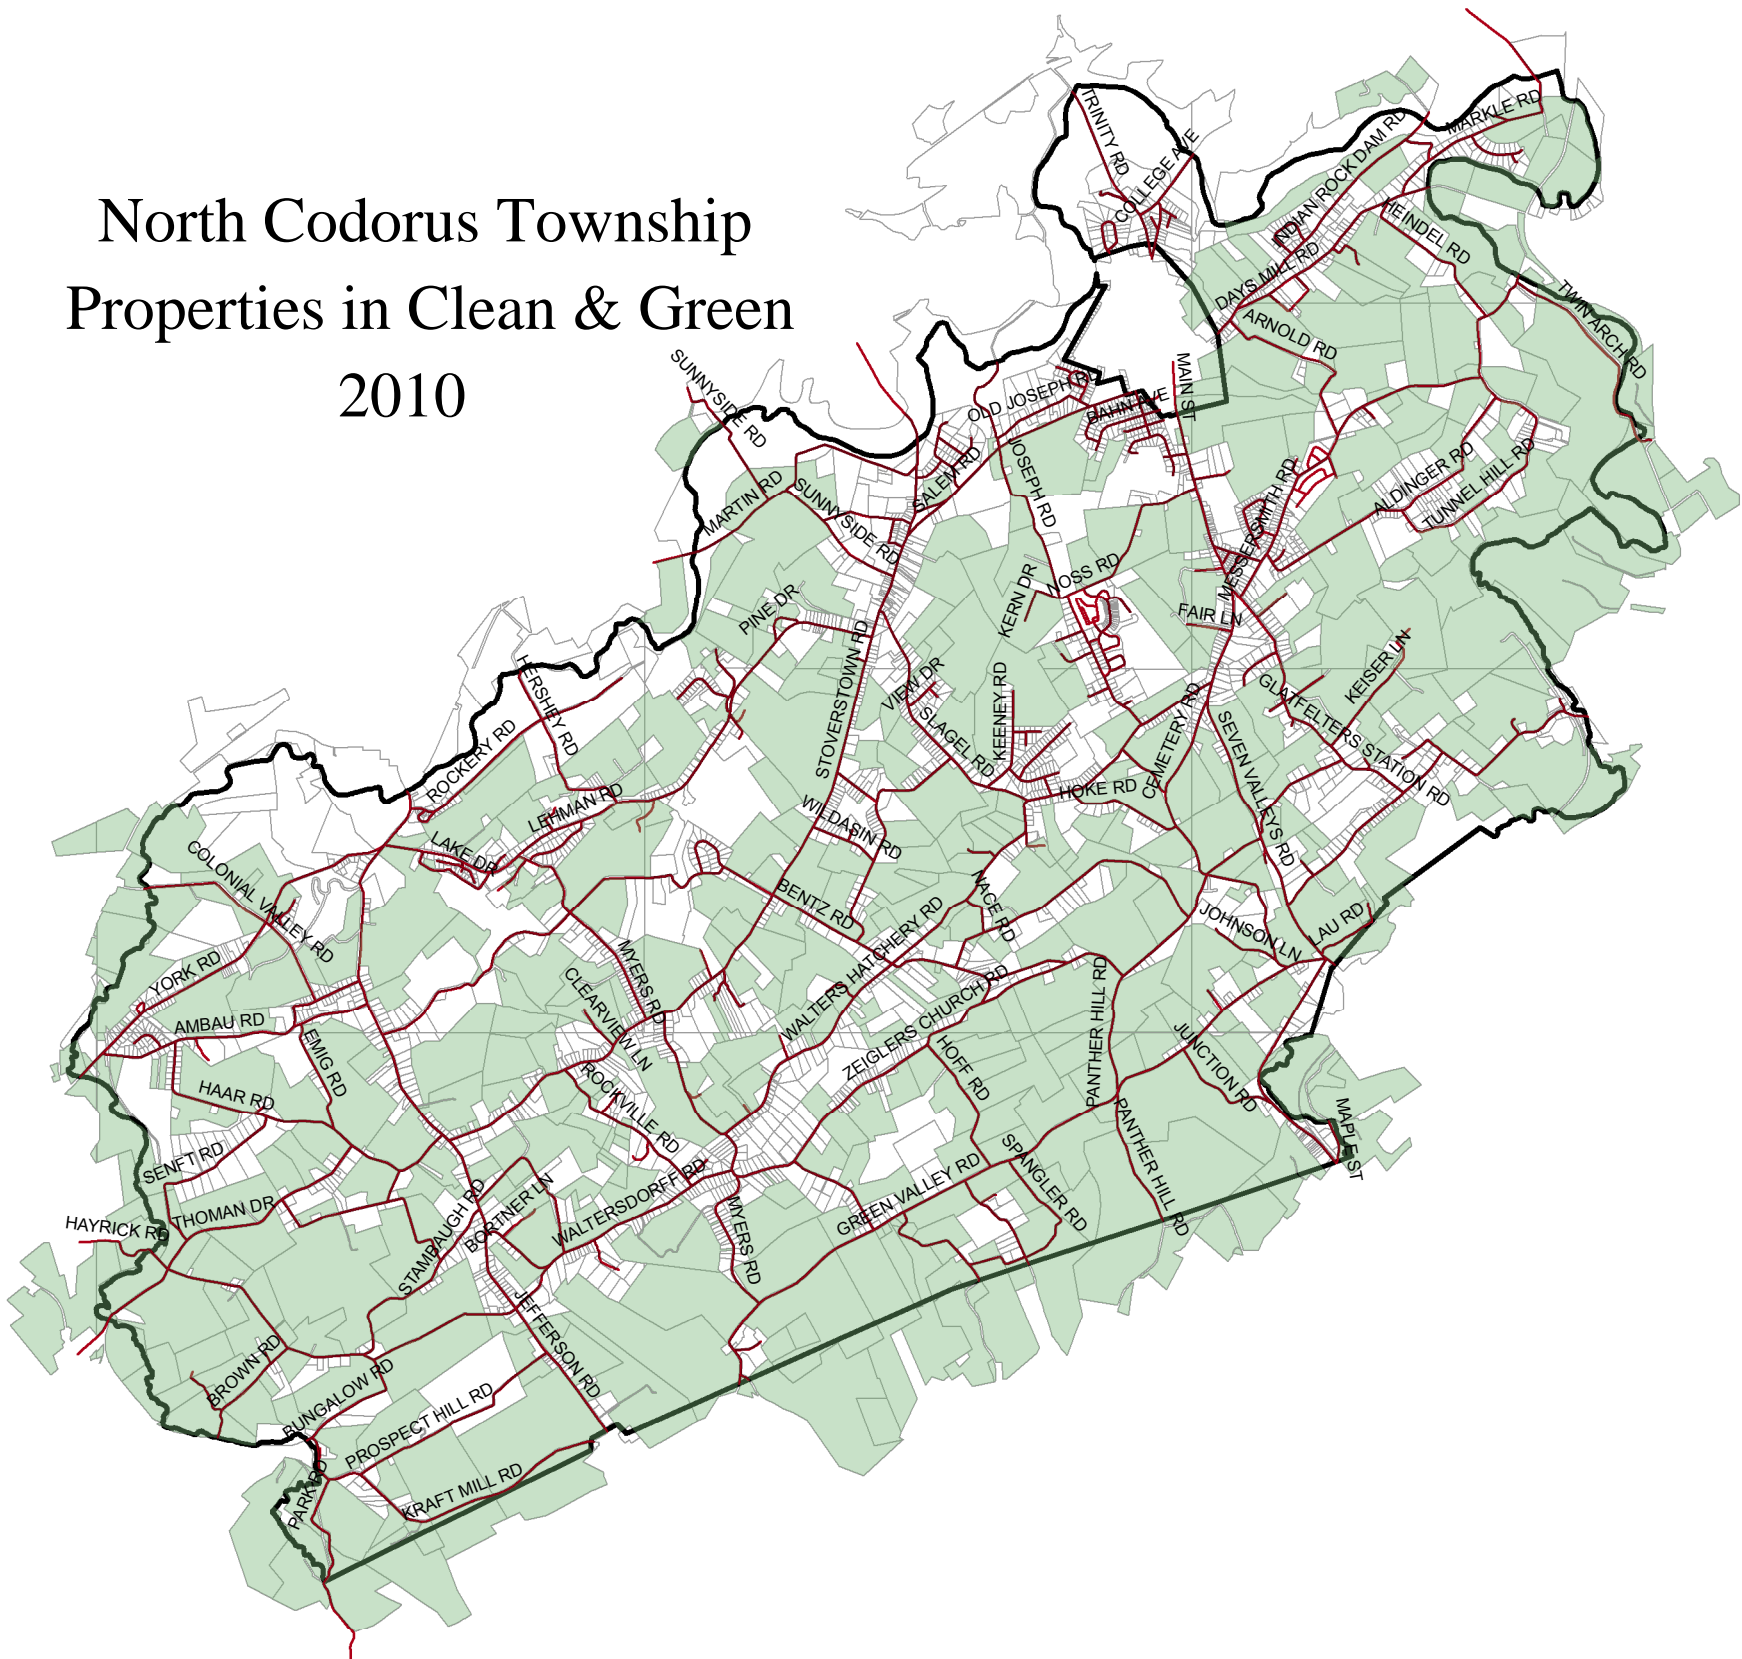 North Codorus Township
Properties in Clean & Green
2010
TRINITY RD
COLLEGE AVE
MARKLE RD
INDIAN ROCK DAM RD
HEINDEL RD
DAYS MILL RD
ARNOLD RD
TWIN ARCH RD
SUNNYSIDE RD
MAIN ST
OLD JOSEPH RD
BAHN AVE
MARTIN RD
SUNNYSIDE RD
SALEM RD
JOSEPH RD
MESSERSMITH RD
ALDINGER RD
TUNNEL HILL RD
NOSS RD
KERN DR
PINE DR
FAIR LN
STOVERSTOWN RD
VIEW DR
KEISER LN
HERSHEY RD
KEENEY RD
GLATFELTERS STATION RD
SLAGEL RD
CEMETERY RD
SEVEN VALLEYS RD
ROCKERY RD
LEHMAN RD
HOKE RD
WILDASIN RD
LAKE DR
COLONIAL VALLEY RD
BENTZ RD
NACE RD
WALTERS HATCHERY RD
JOHNSON LN
LAU RD
YORK RD
MYERS RD
CLEARVIEW LN
PANTHER HILL RD
ZEIGLERS CHURCH RD
AMBAU RD
EMIG RD
JUNCTION RD
HOFF RD
ROCKVILLE RD
HAAR RD
MAPLE ST
PANTHER HILL RD
SPANGLER RD
SENFT RD
GREEN VALLEY RD
WALTERSDORFF RD
BORTNER LN
STAMBAUGH RD
THOMAN DR
HAYRICK RD
MYERS RD
JEFFERSON RD
BROWN RD
BUNGALOW RD
PROSPECT HILL RD
KRAFT MILL RD
PARK RD